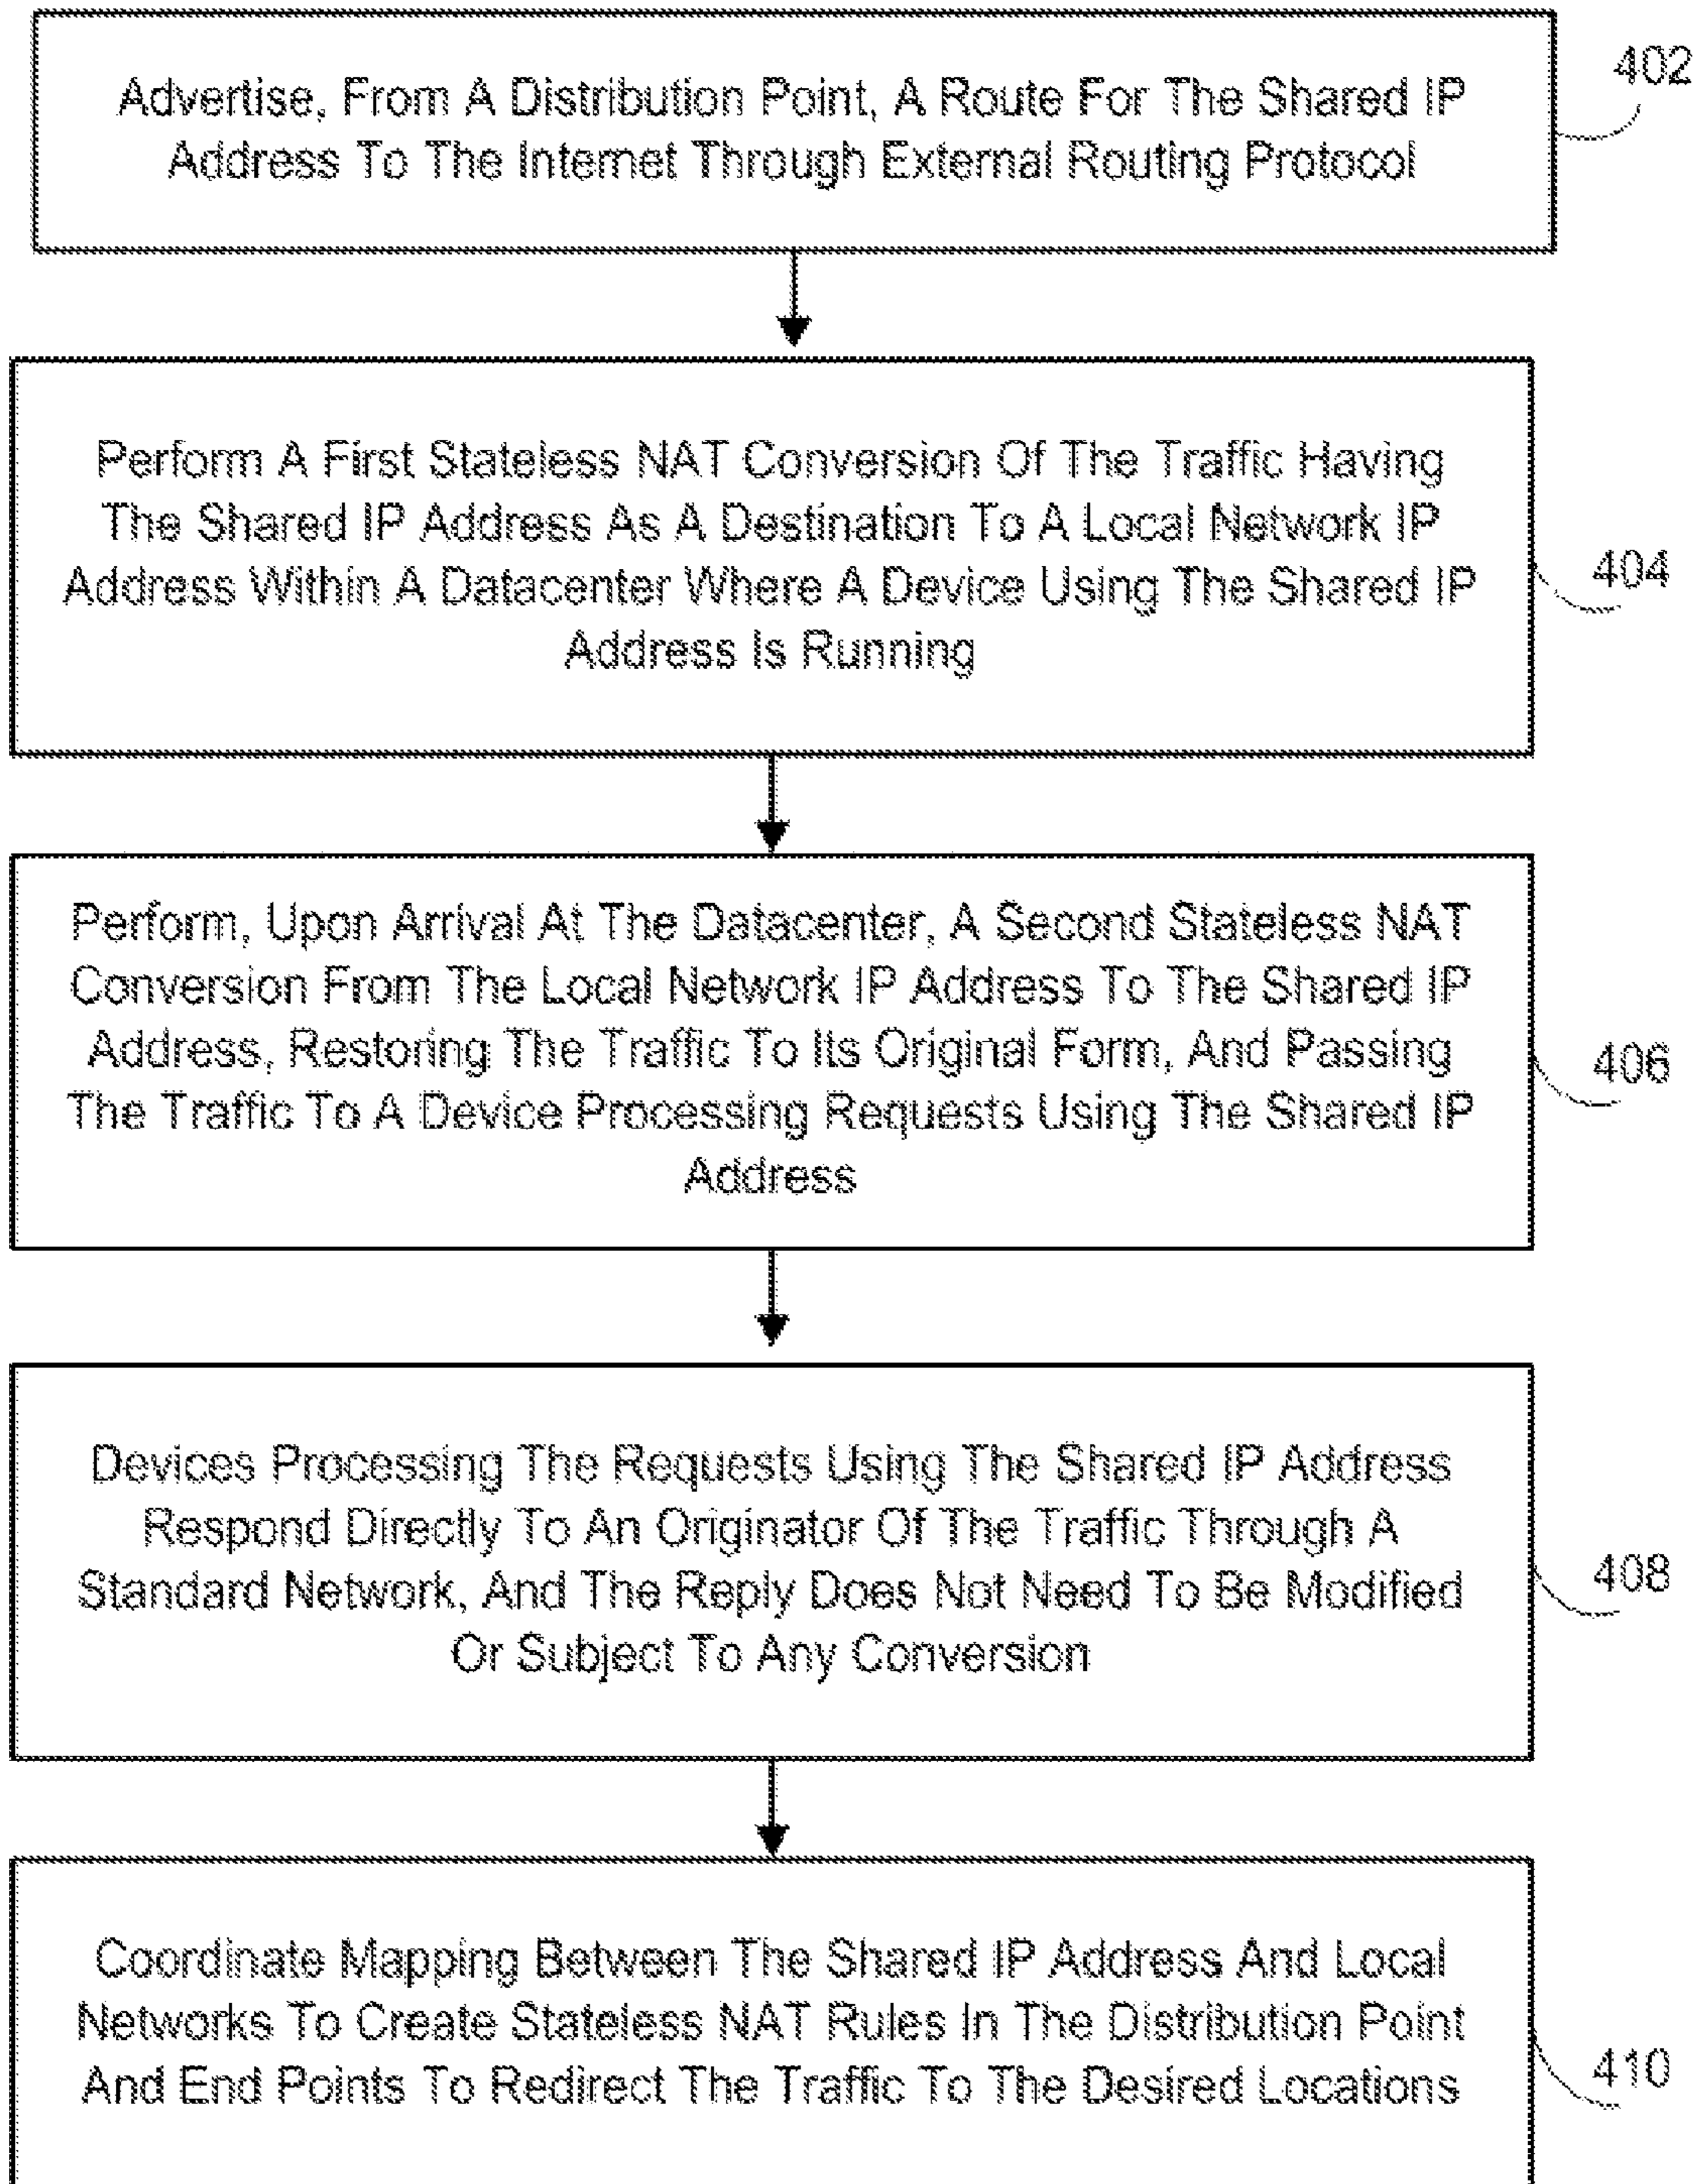 Advertise, From A Distribution Point, A Route For The Shared IP
Address To The Internet Through External Routing Protocol
402
Perform A First Stateless NAT Conversion Of The Traffic Having
The Shared IP Address As A Destination To A Local Network IP
Address Within A Datacenter Where A Device Using The Shared IP
Address Is Running
404
Perform, Upon Arrival At The Datacenter, A Second Stateless NAT
Conversion From The Local Network IP Address To The Shared IP
Address, Restoring The Traffic To Its Original Form, And Passing
The Traffic To A Device Processing Requests Using The Shared IP
Address
406
Devices Processing The Requests Using The Shared IP Address
Respond Directly To An Originator Of The Traffic Through A
Standard Network, And The Reply Does Not Need To Be Modified
Or Subject To Any Conversion
408
Coordinate Mapping Between The Shared IP Address And Local
Networks To Create Stateless NAT Rules In The Distribution Point
And End Points To Redirect The Traffic To The Desired Locations
410